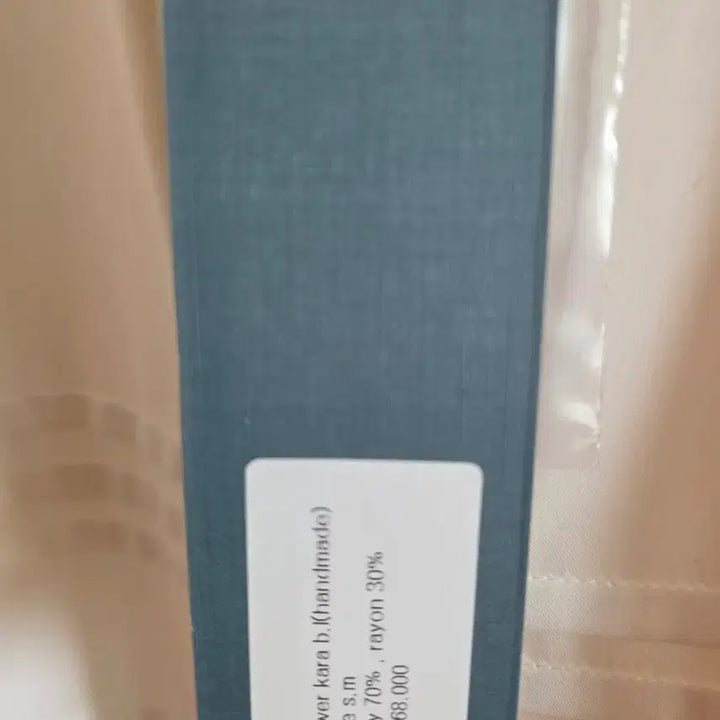 wer kara b.l(handmade)
e s.m
y 70% , rayon 30%
68.000